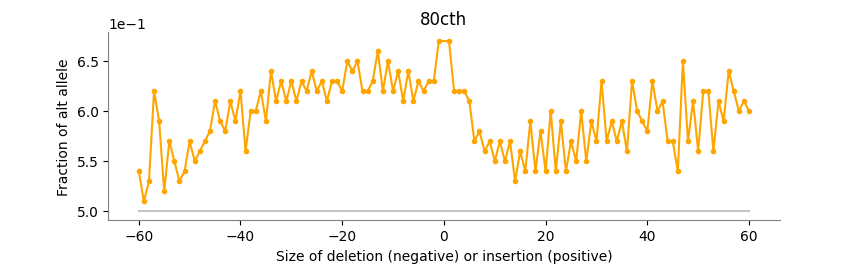 80cth
1e−1
6.5
6.0
5.5
5.0
Fraction of alt allele
−60 −40 −20 0 20 40 60
Size of deletion (negative) or insertion (positive)